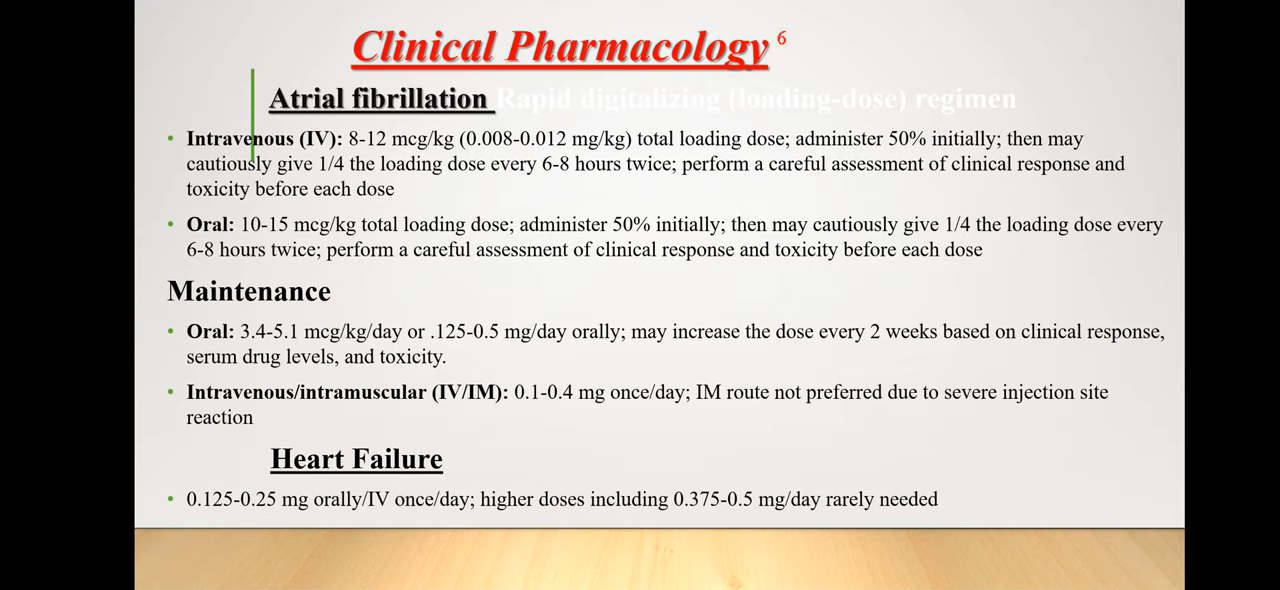 Clinical Pharmacology 6
Atrial fibrillation Rapid digitalizing (loading-dose) regimen
• Intravenous (IV): 8-12 mcg/kg (0.008-0.012 mg/kg) total loading dose; administer 50% initially; then may
cautiously give 1/4 the loading dose every 6-8 hours twice; perform a careful assessment of clinical response and
toxicity before each dose
• Oral: 10-15 mcg/kg total loading dose; administer 50% initially; then may cautiously give 1/4 the loading dose every
6-8 hours twice; perform a careful assessment of clinical response and toxicity before each dose
Maintenance
• Oral: 3.4-5.1 mcg/kg/day or .125-0.5 mg/day orally; may increase the dose every 2 weeks based on clinical response,
serum drug levels, and toxicity.
• Intravenous/intramuscular (IV/IM): 0.1-0.4 mg once/day; IM route not preferred due to severe injection site
reaction
Heart Failure
• 0.125-0.25 mg orally/IV once/day; higher doses including 0.375-0.5 mg/day rarely needed